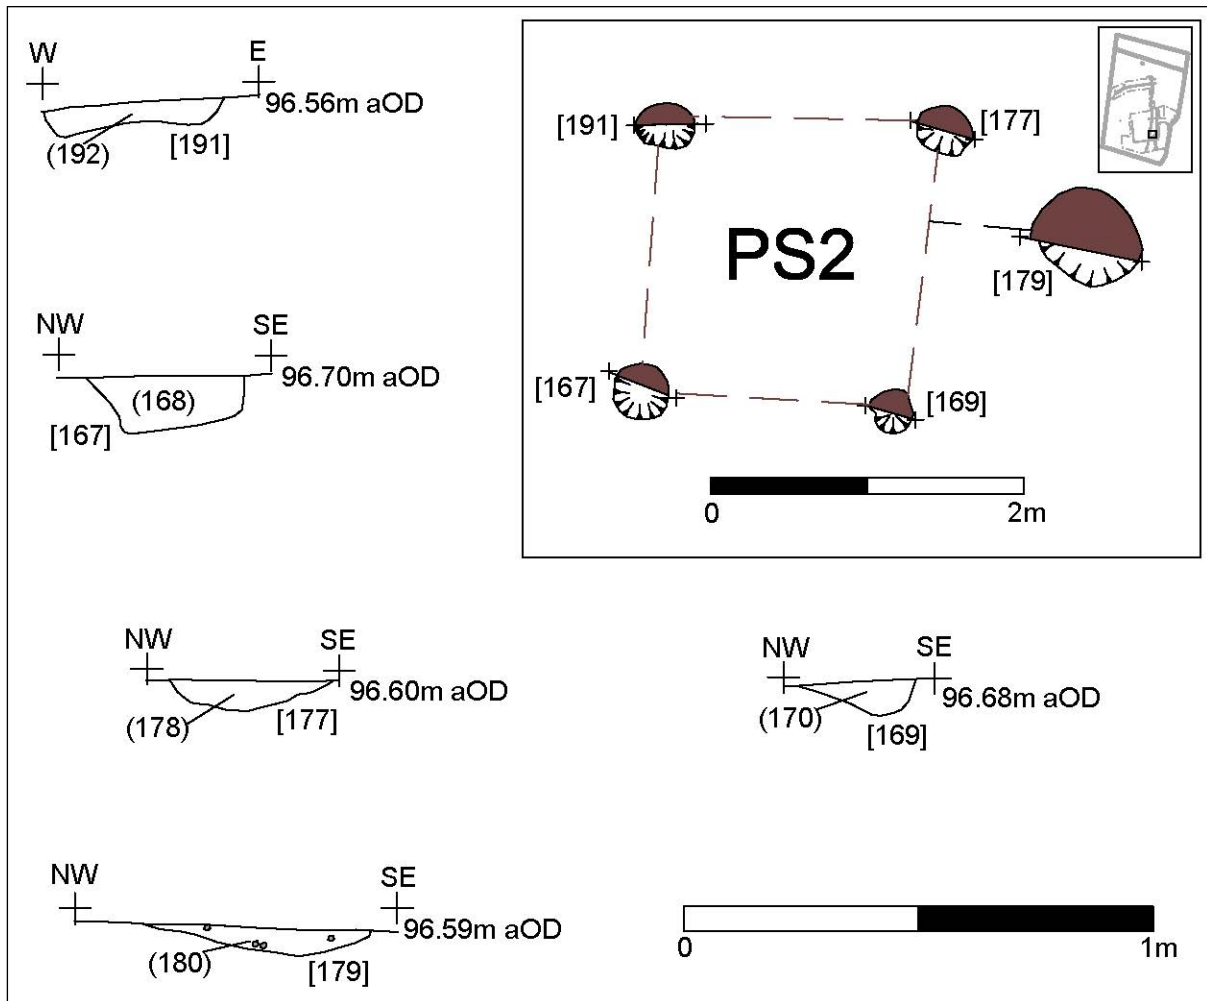 W E
96.56m aOD
(192) [191]
NW SE
96.70m aOD
(168)
[167]
[191] [177]
PS2
[179]
[167] [169]
0 2m
NW SE
96.60m aOD
(178) [177]
NW SE
96.68m aOD
(170) [169]
NW SE
96.59m aOD
(180) [179]
0 1m